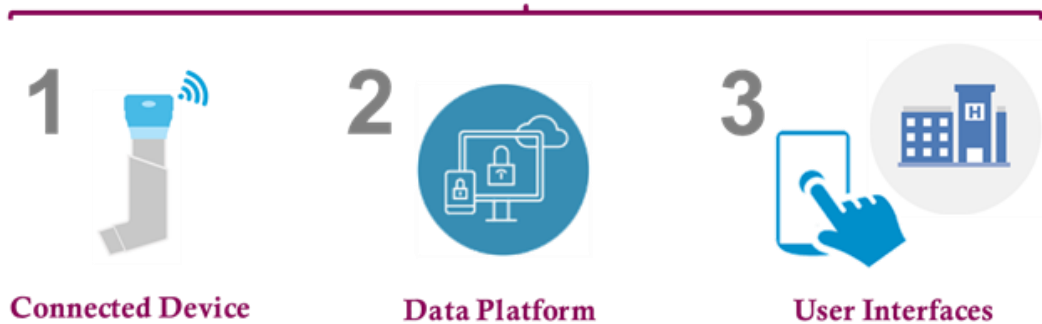 1
2
3
H
Connected Device
Data Platform
User Interfaces